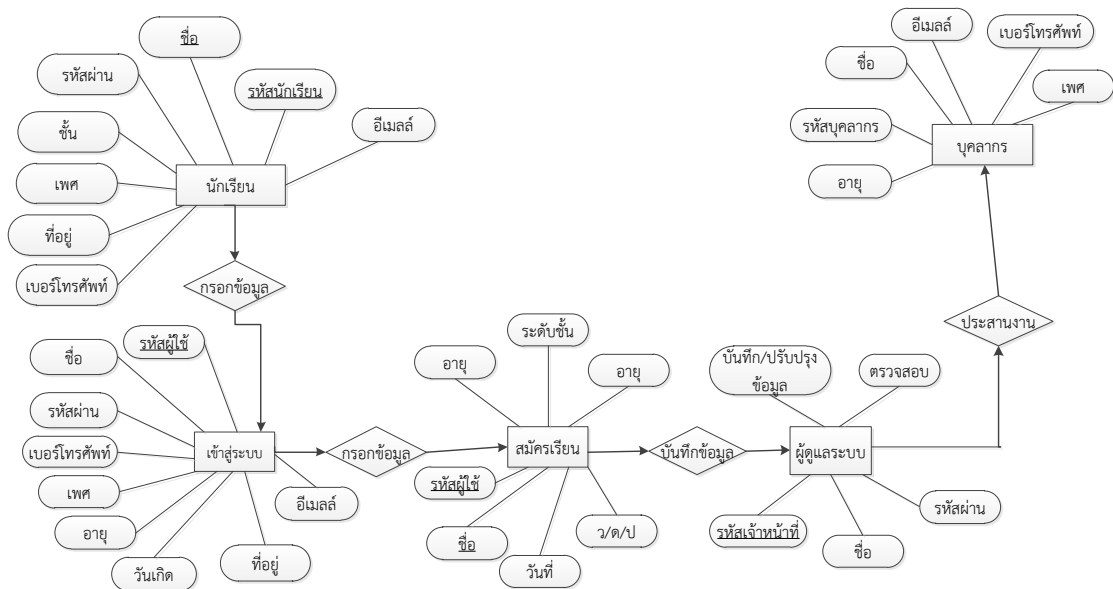 ชื่อ
รหัสผ่าน
รหัสนักเรียน
ชั้น
อีเมลล์
เพศ
นักเรียน
ที่อยู่
เบอร์โทรศัพท์
กรอกข้อมูล
อีเมลล์
เบอร์โทรศัพท์
ชื่อ
เพศ
รหัสบุคลากร
บุคลากร
อายุ
ประสานงาน
รหัสผู้ใช้
ชื่อ
รหัสผ่าน
เบอร์โทรศัพท์
เข้าสู่ระบบ
เพศ
อีเมลล์
อายุ
วันเกิด
ที่อยู่
กรอกข้อมูล
ระดับชั้น
อายุ
อายุ
สมัครเรียน
รหัสผู้ใช้
ชื่อ
วันที่
ว/ด/ป
บันทึกข้อมูล
บันทึก/ปรับปรุง
ข้อมูล
ตรวจสอบ
ผู้ดูแลระบบ
รหัสผ่าน
รหัสเจ้าหน้าที่
ชื่อ